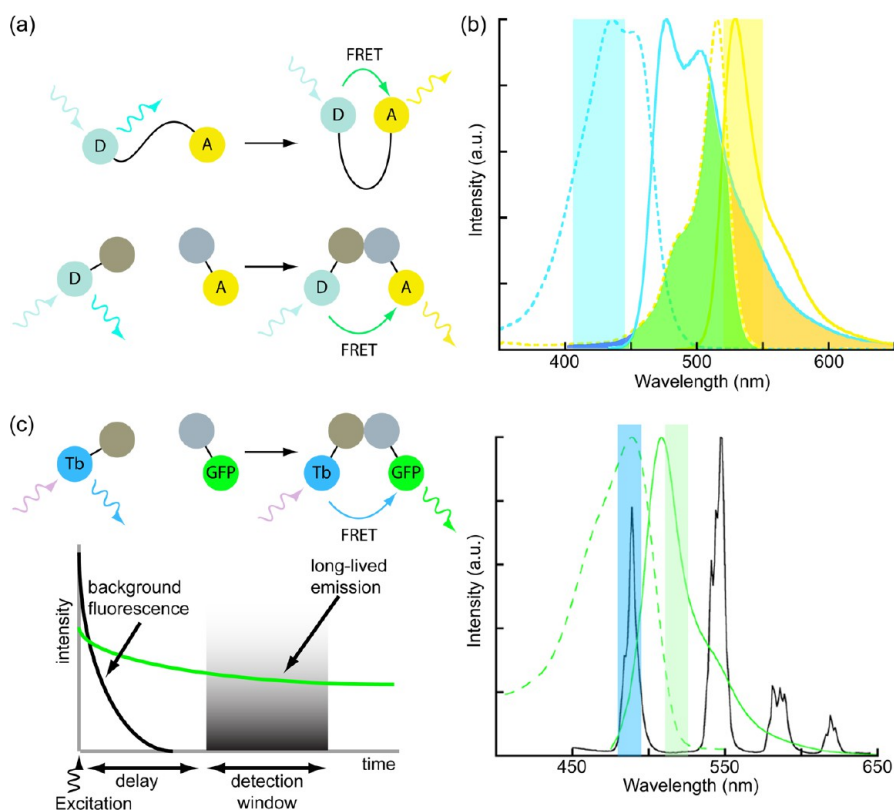 (a)
FRET
D
A
D
A
D
A
D
A
FRET
(b)
Intensity (a.u.)
400
500
600
Wavelength (nm)
(c)
Tb
GFP
Tb
GFP
FRET
long-lived
emission
background
fluorescence
intensity
time
delay
detection
window
Excitation
Intensity (a.u.)
450
550
650
Wavelength (nm)